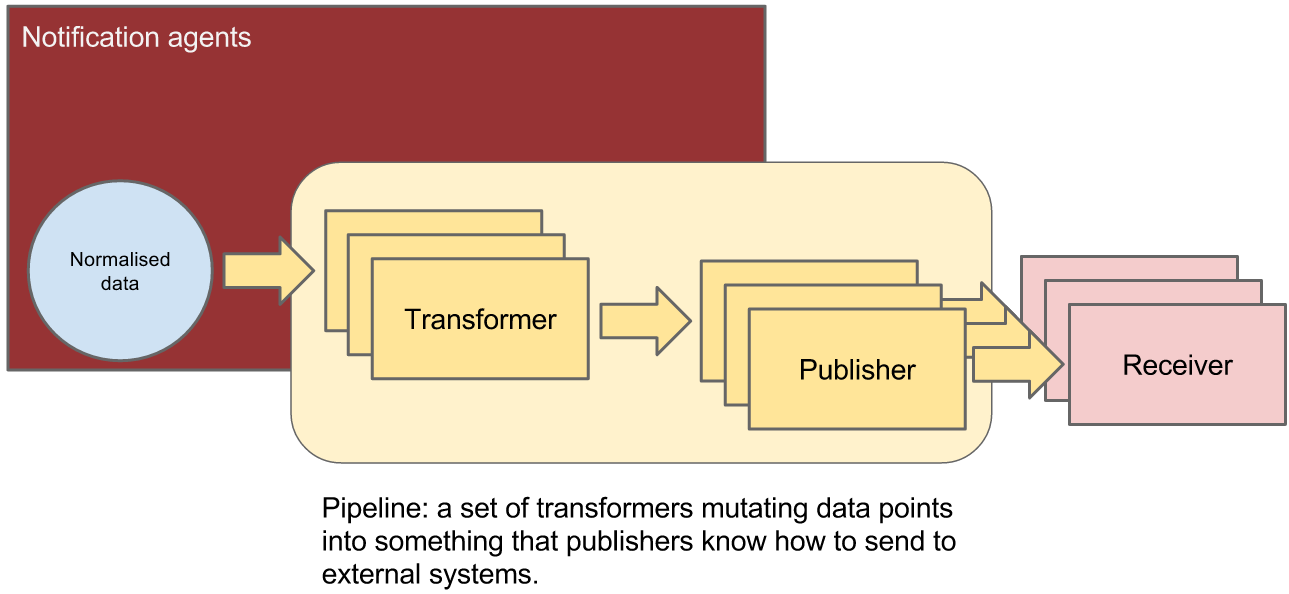 Notification agents
Normalised
data
Transformer
Publisher
Receiver
Pipeline: a set of transformers mutating data points
into something that publishers know how to send to
external systems.